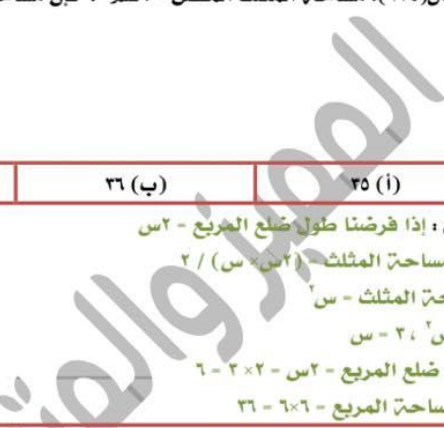 (أ) ٣٥ (ب) ٣٦
: إذا فرضنا طول ضلع المربع = ٢س
مساحة المثلث = (٢س × س) / ٢
المثلث = س٢
، ٣ = س
ضلع المربع = ٢س = ٢ × ٣ = ٦
مساحة المربع = ٦×٦ = ٣٦
المميز